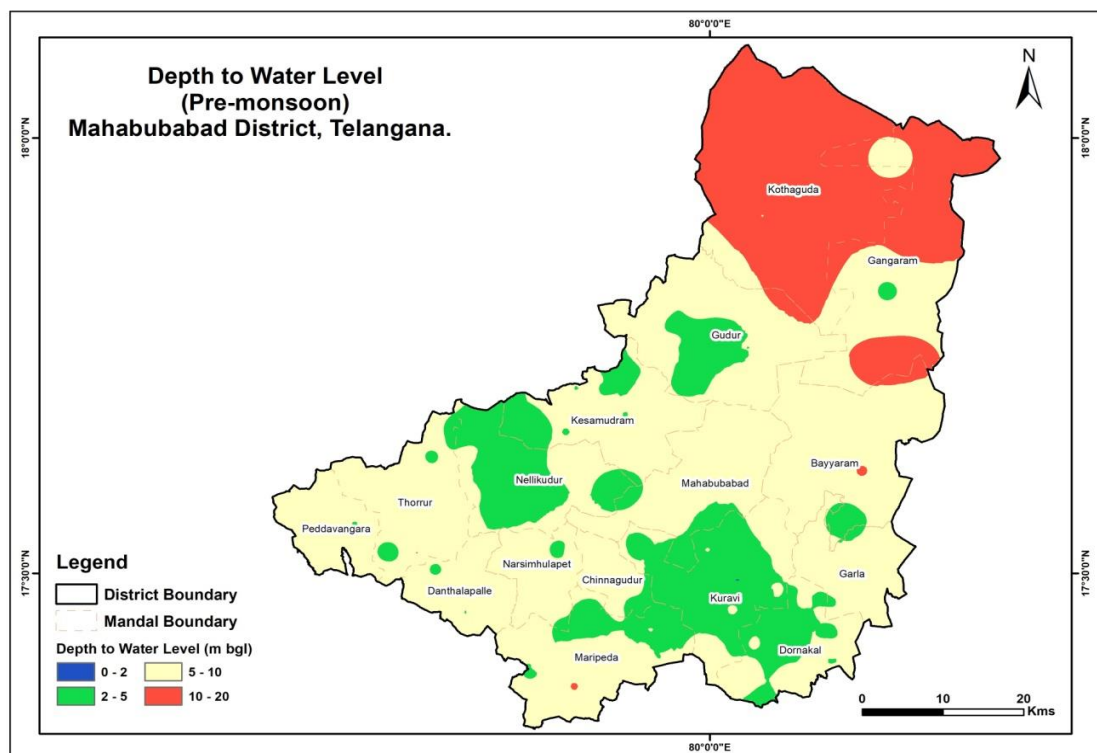 80°0'0"E
Depth to Water Level
(Pre-monsoon)
Mahabubabad District, Telangana.
N
18°0'0"N
18°0'0"N
Kothaguda
Gangaram
Gudur
Kesamudram
Bayyaram
Nellikudur
Mahabubabad
Thorrur
Peddavangara
Narsimhulapet
Chinnagudur
Garla
Danthalapalle
Kuravi
Dornakal
Maripeda
17°30'0"N
17°30'0"N
Legend
District Boundary
Mandal Boundary
Depth to Water Level (m bgl)
0 - 2
5 - 10
2 - 5
10 - 20
0 10 20
Kms
80°0'0"E